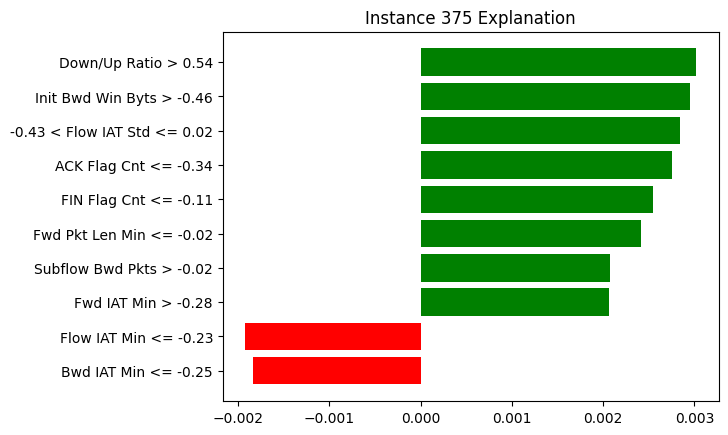 Instance 375 Explanation
Down/Up Ratio > 0.54
Init Bwd Win Byts > -0.46
-0.43 < Flow IAT Std <= 0.02
ACK Flag Cnt <= -0.34
FIN Flag Cnt <= -0.11
Fwd Pkt Len Min <= -0.02
Subflow Bwd Pkts > -0.02
Fwd IAT Min > -0.28
Flow IAT Min <= -0.23
Bwd IAT Min <= -0.25
−0.002 −0.001 0.000 0.001 0.002 0.003